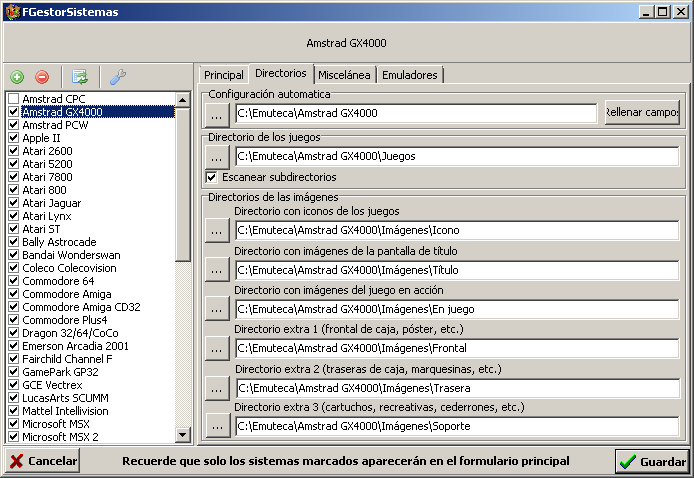 FGestorSistemas
Amstrad GX4000
Amstrad CPC
Amstrad GX4000
Amstrad PCW
Apple II
Atari 2600
Atari 5200
Atari 7800
Atari 800
Atari Jaguar
Atari Lynx
Atari ST
Bally Astrocade
Bandai Wonderswan
Coleco Colecovision
Commodore 64
Commodore Amiga
Commodore Amiga CD32
Commodore Plus4
Dragon 32/64/CoCo
Emerson Arcadia 2001
Fairchild Channel F
GamePark GP32
GCE Vectrex
LucasArts SCUMM
Mattel Intellivision
Microsoft MSX
Microsoft MSX 2
Principal Directorios Miscelánea Emuladores
Configuración automatica
... C:\Emuteca\Amstrad GX4000 Rellenar campos
Directorio de los juegos
... C:\Emuteca\Amstrad GX4000\Juegos
Escanear subdirectorios
Directorios de las imágenes
Directorio con iconos de los juegos
... C:\Emuteca\Amstrad GX4000\Imágenes\Icono
Directorio con imágenes de la pantalla de título
... C:\Emuteca\Amstrad GX4000\Imágenes\Título
Directorio con imágenes del juego en acción
... C:\Emuteca\Amstrad GX4000\Imágenes\En juego
Directorio extra 1 (frontal de caja, póster, etc.)
... C:\Emuteca\Amstrad GX4000\Imágenes\Frontal
Directorio extra 2 (traseras de caja, marquesinas, etc.)
... C:\Emuteca\Amstrad GX4000\Imágenes\Trasera
Directorio extra 3 (cartuchos, recreativas, cederrones, etc.)
... C:\Emuteca\Amstrad GX4000\Imágenes\Soporte
Cancelar Recuerde que solo los sistemas marcados aparecerán en el formulario principal Guardar